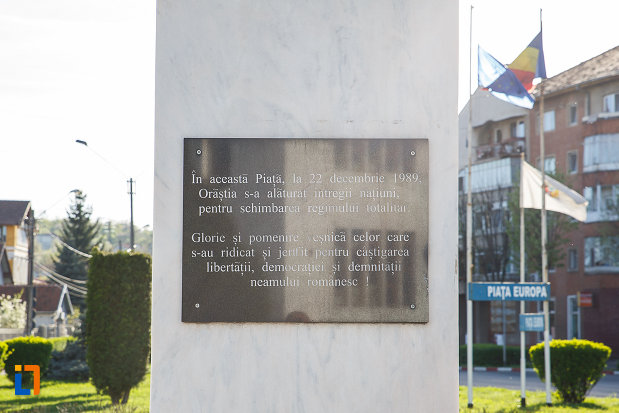 În această Piață, la 22 decembrie 1989,
Orăștia s-a alăturat întregii națiuni,
pentru schimbarea regimului totalitar
Glorie și pomenire veșnică celor care
s-au ridicat și jertfit pentru câștigarea
libertății, democrației și demnității
neamului românesc !
PIAȚA EUROPA